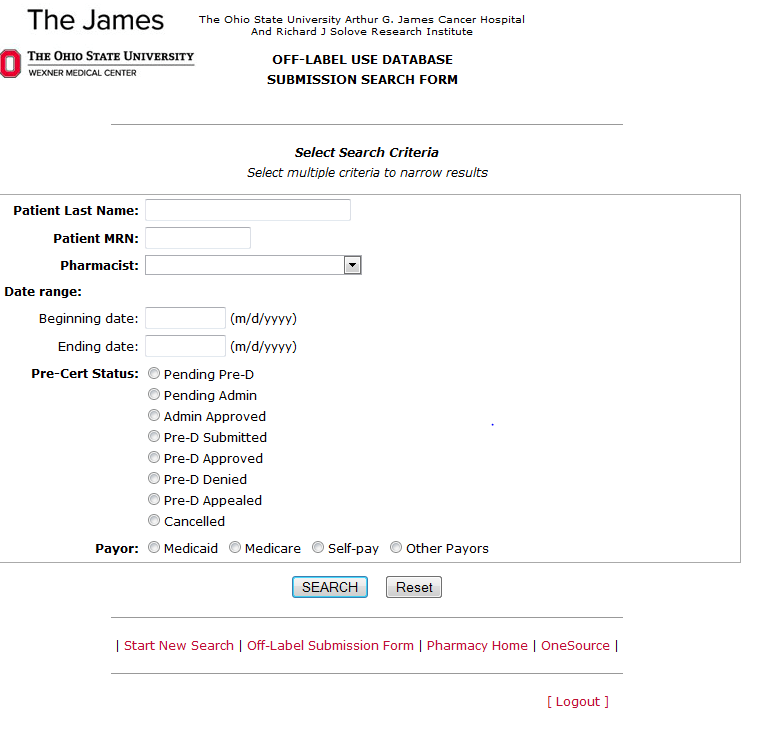 The James
The Ohio State University Arthur G. James Cancer Hospital
And Richard J Solove Research Institute
THE OHIO STATE UNIVERSITY
WEXNER MEDICAL CENTER
OFF-LABEL USE DATABASE
SUBMISSION SEARCH FORM
Select Search Criteria
Select multiple criteria to narrow results
Patient Last Name:
Patient MRN:
Pharmacist:
Date range:
Beginning date: (m/d/yyyy)
Ending date: (m/d/yyyy)
Pre-Cert Status: Pending Pre-D
Pending Admin
Admin Approved
Pre-D Submitted
Pre-D Approved
Pre-D Denied
Pre-D Appealed
Cancelled
Payor: Medicaid Medicare Self-pay Other Payors
SEARCH Reset
| Start New Search | Off-Label Submission Form | Pharmacy Home | OneSource |
[ Logout ]